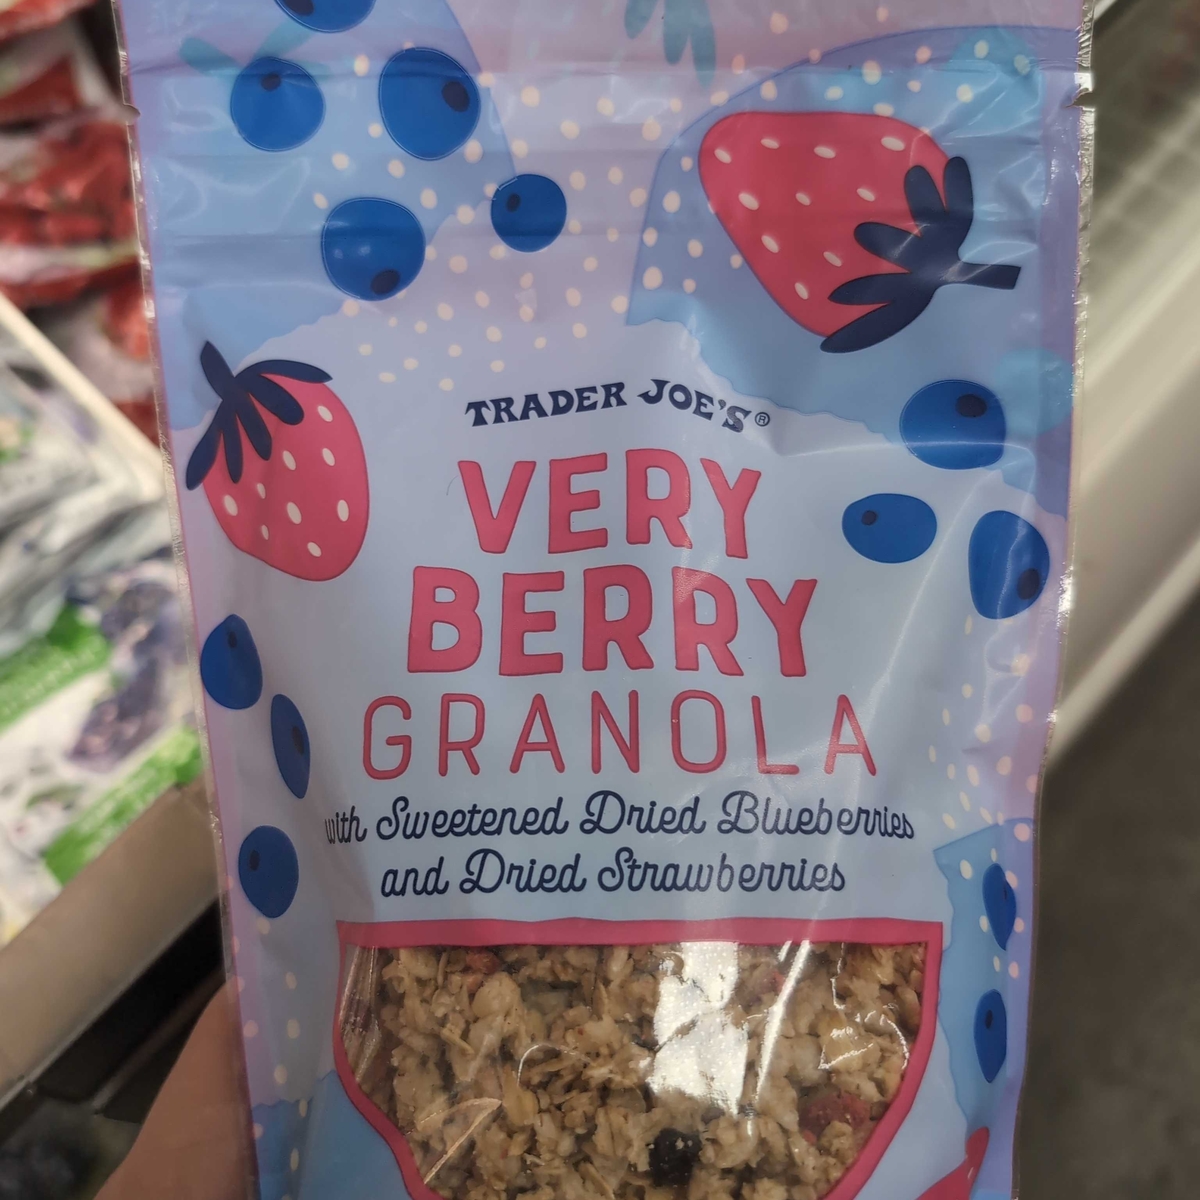 TRADER JOE'S®
VERY
BERRY
GRANOLA
with Sweetened Dried Blueberries
and Dried Strawberries